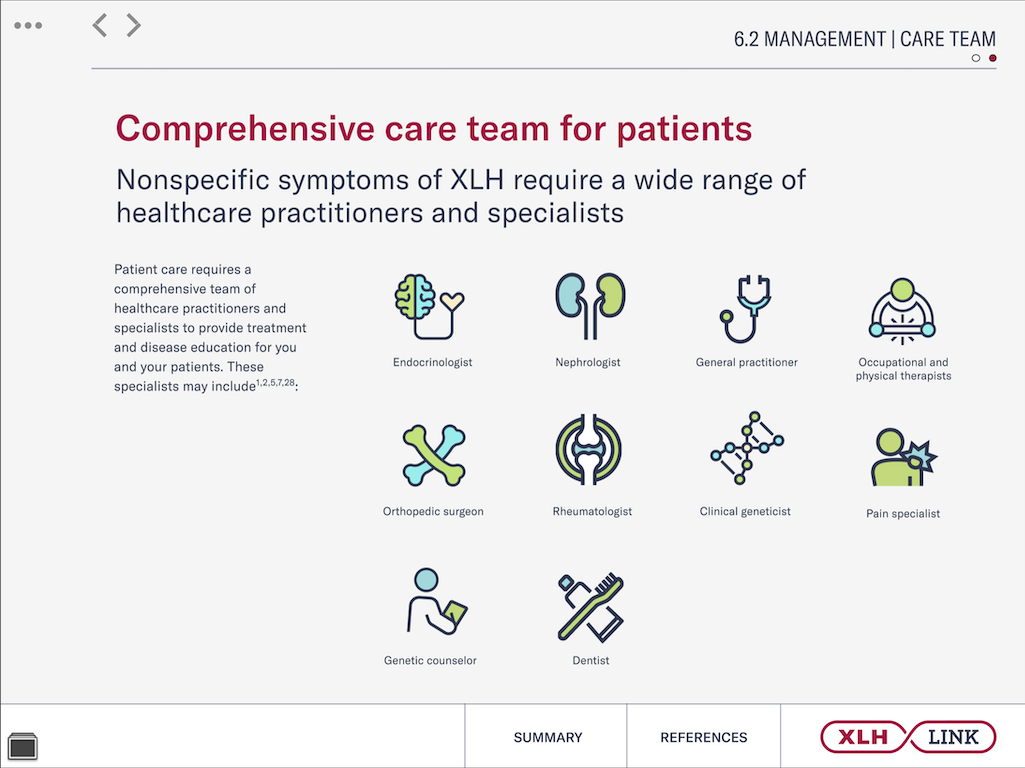 6.2 MANAGEMENT | CARE TEAM
Comprehensive care team for patients
Nonspecific symptoms of XLH require a wide range of
healthcare practitioners and specialists
Patient care requires a
comprehensive team of
healthcare practitioners and
specialists to provide treatment
and disease education for you
and your patients. These
specialists may include1,2,5,7,28:
Endocrinologist
Nephrologist
General practitioner
Occupational and
physical therapists
Orthopedic surgeon
Rheumatologist
Clinical geneticist
Pain specialist
Genetic counselor
Dentist
SUMMARY
REFERENCES
XLH LINK